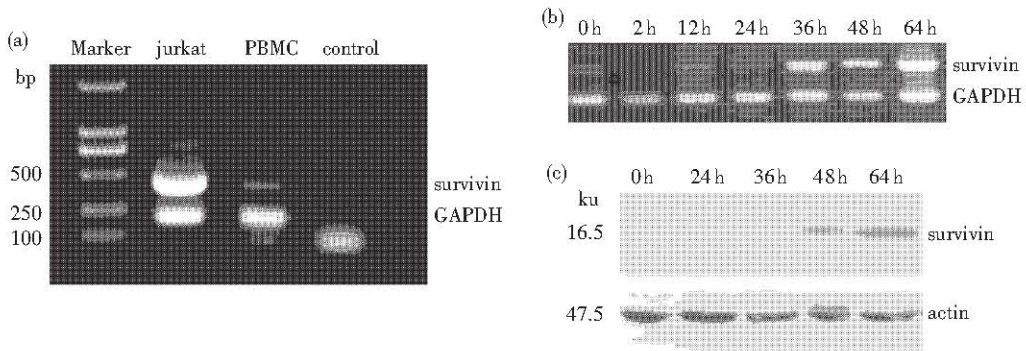 (a)
Marker jurkat PBMC control
bp
500
250
100
survivin
GAPDH
(b)
0 h 2 h 12 h 24 h 36 h 48 h 64 h
survivin
GAPDH
(c)
0 h 24 h 36 h 48 h 64 h
ku
16.5
survivin
47.5
actin